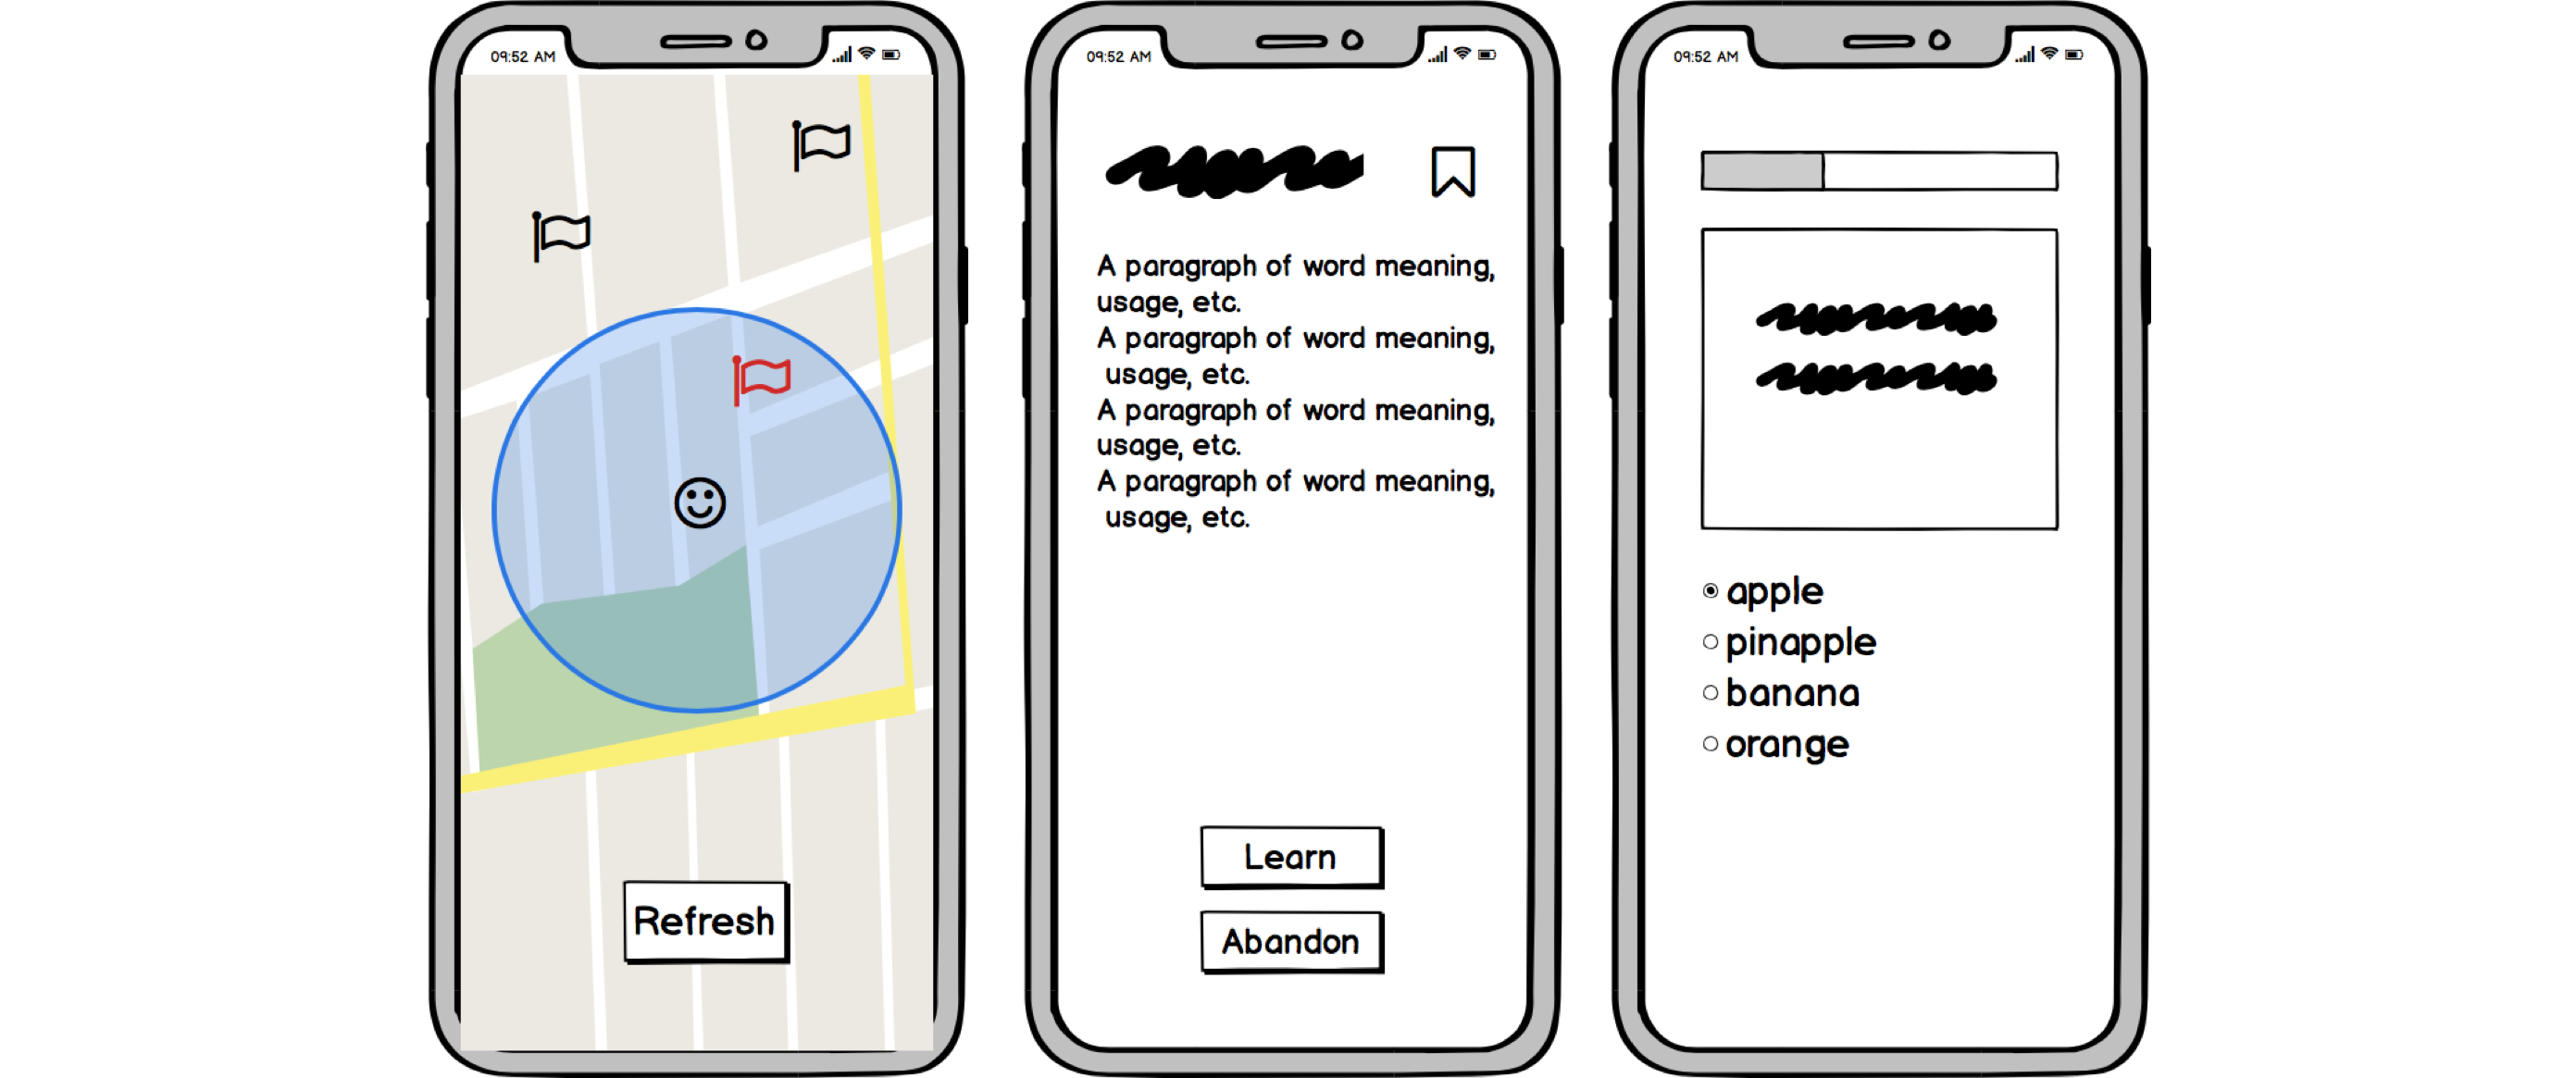 09:52 AM
Refresh
09:52 AM
A paragraph of word meaning,
usage, etc.
A paragraph of word meaning,
usage, etc.
A paragraph of word meaning,
usage, etc.
A paragraph of word meaning,
usage, etc.
Learn
Abandon
09:52 AM
apple
pinapple
banana
orange